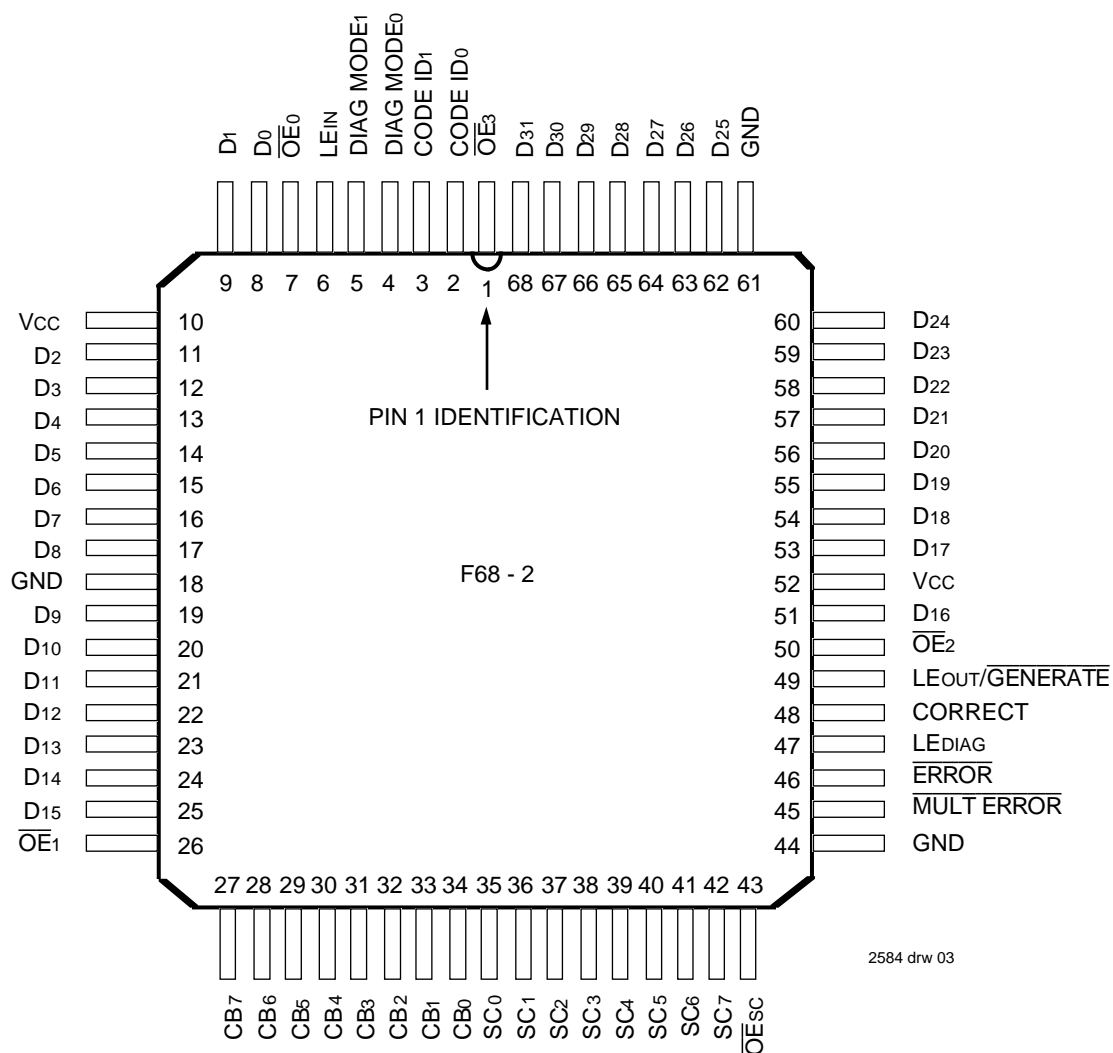 D1
D0
OE0
LEIN
DIAG MODE1
DIAG MODE0
CODE ID1
CODE ID0
OE3
D31
D30
D29
D28
D27
D26
D25
GND
9 8 7 6 5 4 3 2 1 68 67 66 65 64 63 62 61
VCC 10 60 D24
D2 11 59 D23
D3 12 58 D22
D4 13 57 D21
PIN 1 IDENTIFICATION
D5 14 56 D20
D6 15 55 D19
D7 16 54 D18
D8 17 53 D17
F68 - 2
GND 18 52 VCC
D9 19 51 D16
D10 20 50 OE2
D11 21 49 LEOUT/GENERATE
D12 22 48 CORRECT
D13 23 47 LEDIAG
D14 24 46 ERROR
D15 25 45 MULT ERROR
OE1 26 44 GND
27 28 29 30 31 32 33 34 35 36 37 38 39 40 41 42 43
CB7
CB6
CB5
CB4
CB3
CB2
CB1
CB0
SC0
SC1
SC2
SC3
SC4
SC5
SC6
SC7
OESC
2584 drw 03